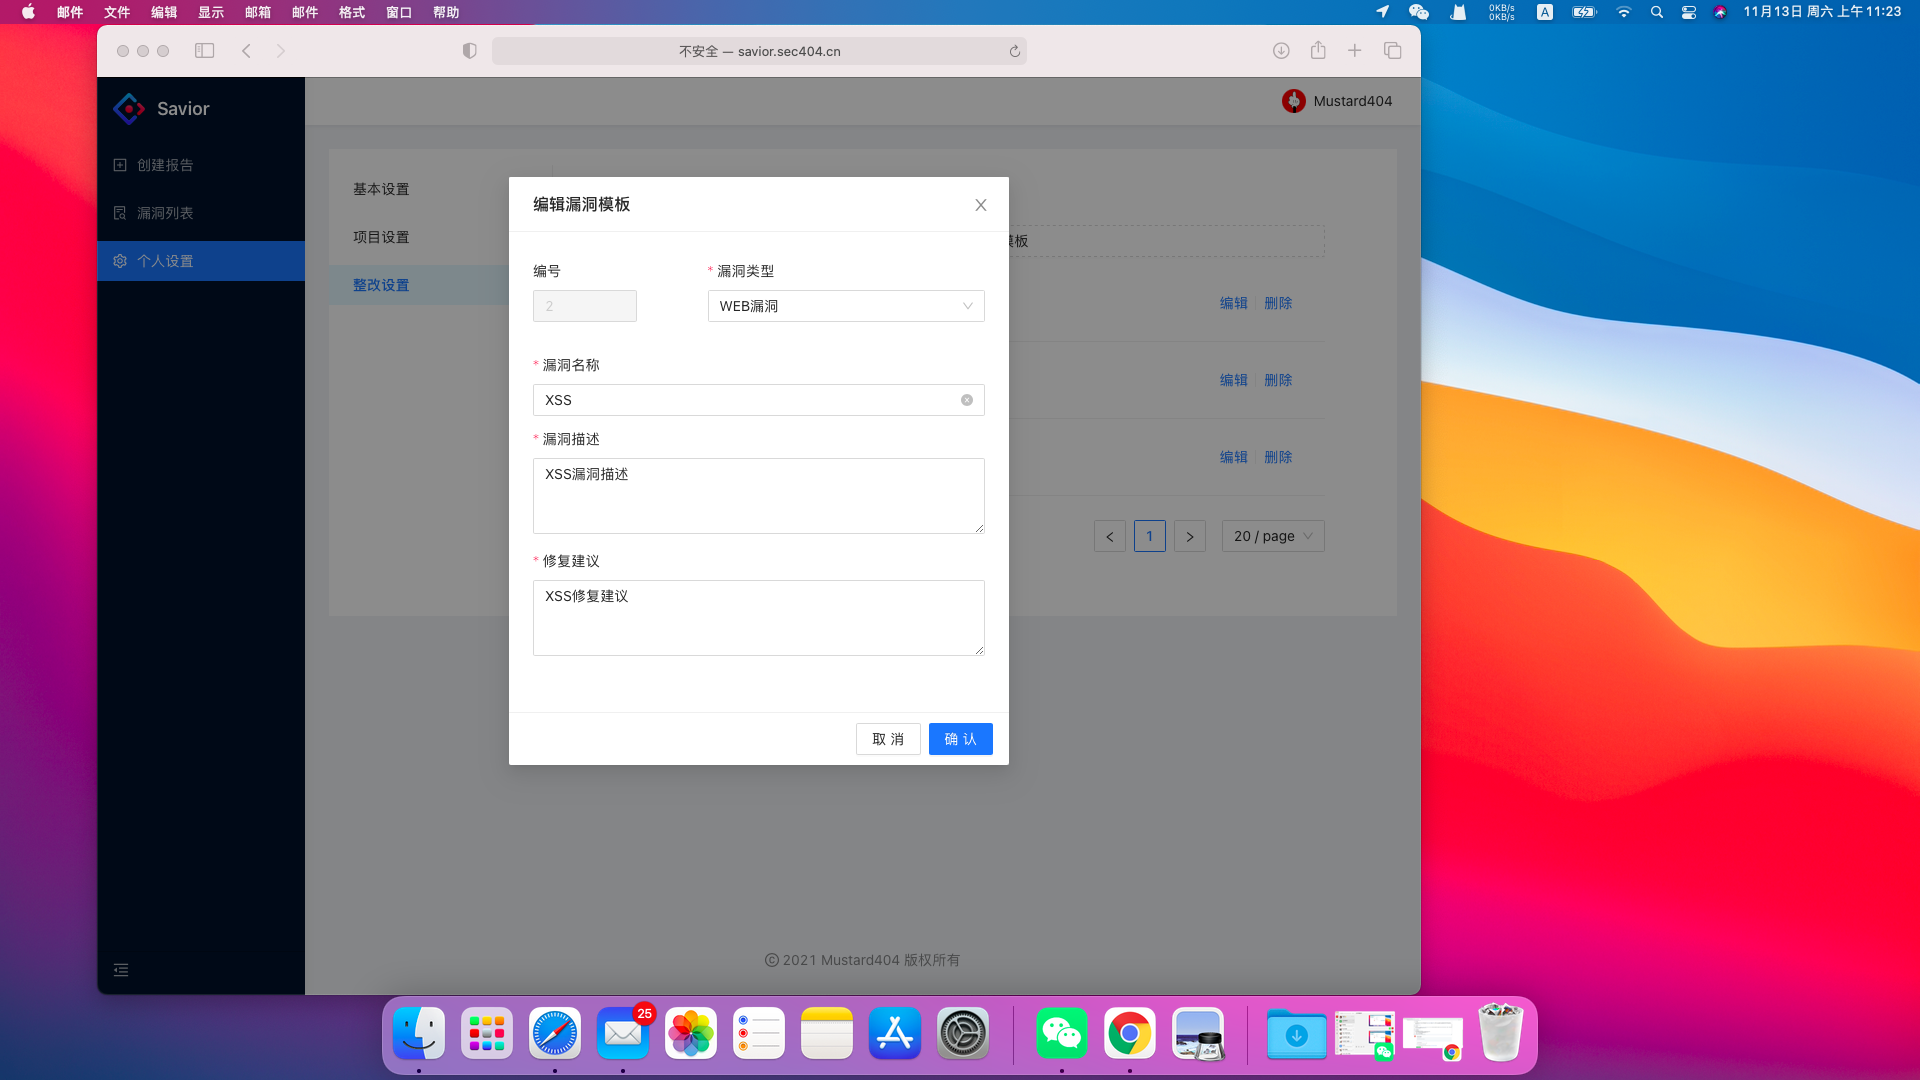 邮件 文件 编辑 显示 邮箱 邮件 格式 窗口 帮助
0KB/s
0KB/s
A
11月13日 周六 上午11:23
不安全 — savior.sec404.cn
Savior
Mustard404
创建报告
漏洞列表
个人设置
基本设置
项目设置
整改设置
模板
编辑 删除
编辑 删除
编辑 删除
1
20 / page
编辑漏洞模板
编号
* 漏洞类型
2
WEB漏洞
* 漏洞名称
XSS
* 漏洞描述
XSS漏洞描述
* 修复建议
XSS修复建议
取 消
确 认
© 2021 Mustard404 版权所有
25